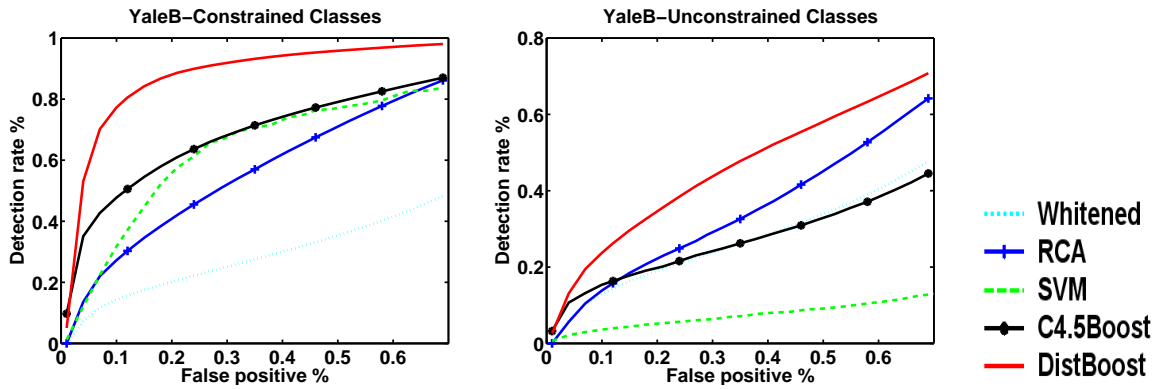 YaleB−Constrained Classes
1
0.8
0.6
0.4
0.2
0
0 0.1 0.2 0.3 0.4 0.5 0.6
Detection rate %
False positive %
YaleB−Unconstrained Classes
0.8
0.6
0.4
0.2
0
0 0.1 0.2 0.3 0.4 0.5 0.6
Detection rate %
False positive %
Whitened
RCA
SVM
C4.5Boost
DistBoost